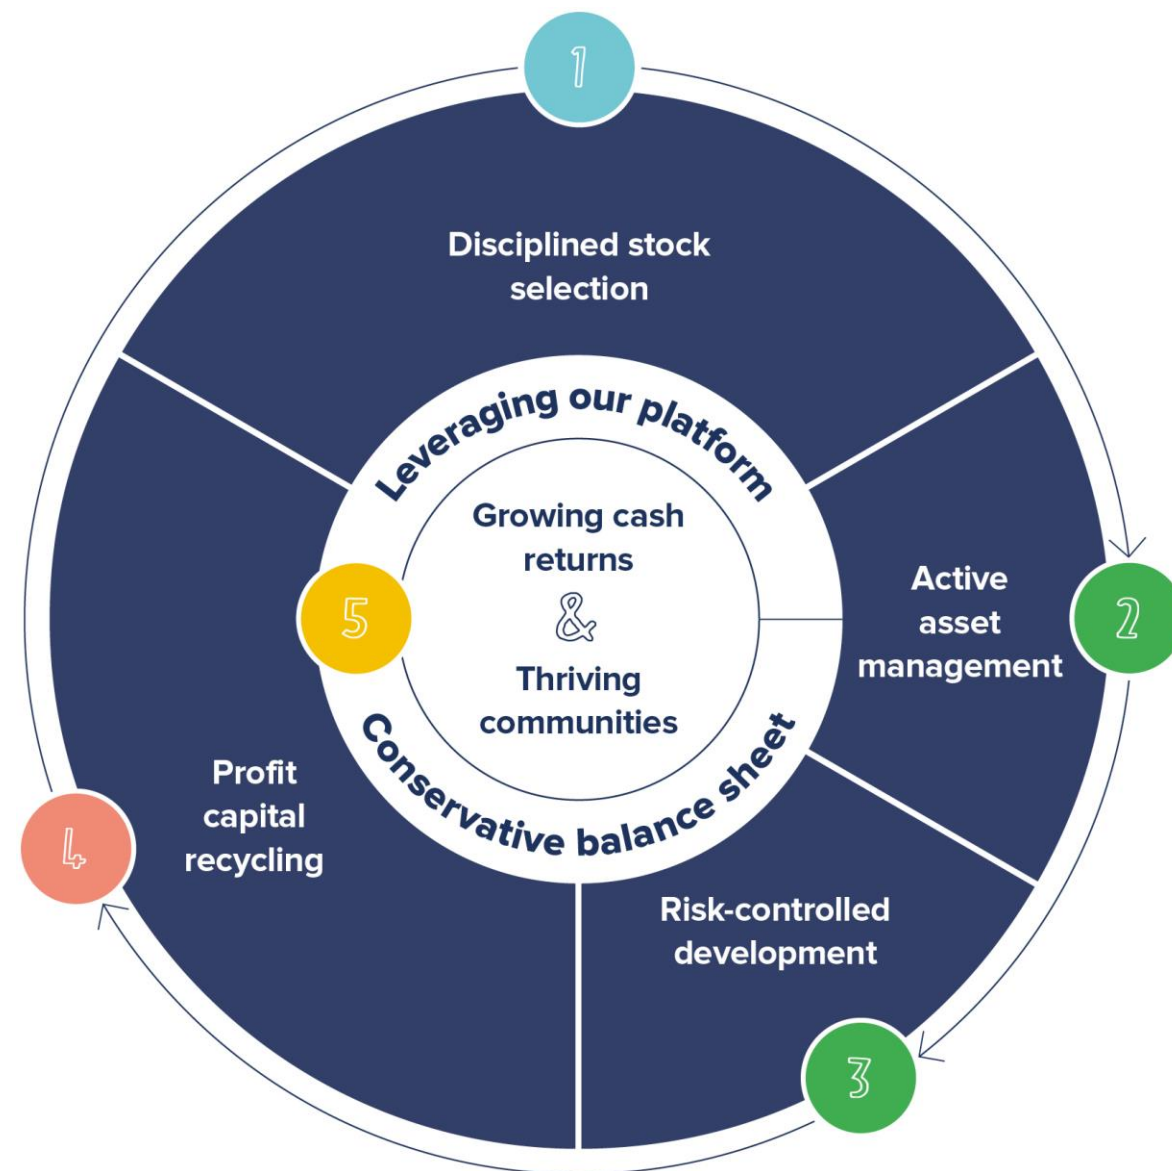 1
Disciplined stock
selection
Leveraging our platform
Growing cash
returns
&
Thriving
communities
Conservative balance sheet
5
Active
asset
management
2
Risk-controlled
development
3
Profit
capital
recycling
4